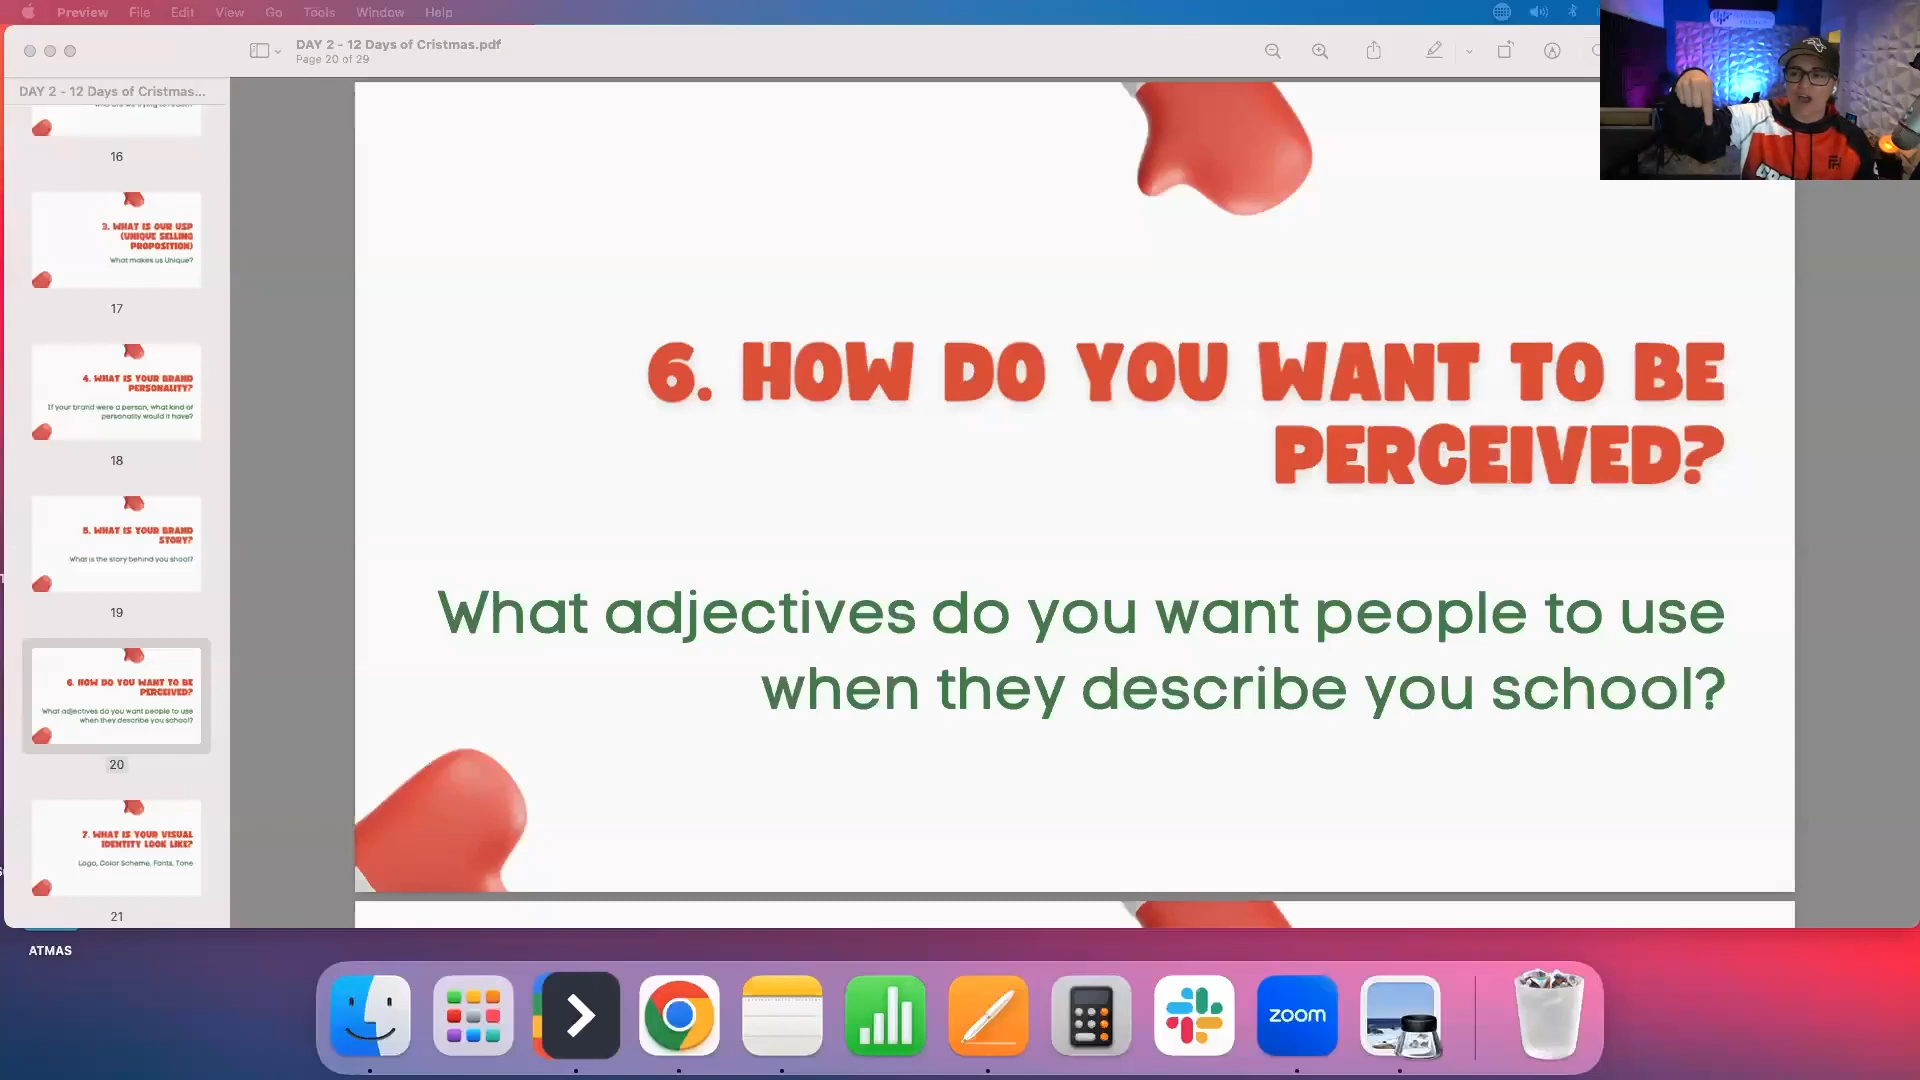 Preview File Edit View Go Tools Window Help
DAY 2 - 12 Days of Cristmas.pdf
Page 20 of 29
DAY 2 - 12 Days of Cristmas...
16
3. WHAT IS OUR USP
(UNIQUE SELLING
PROPOSITION)
What makes us Unique?
17
4. WHAT IS YOUR BRAND
PERSONALITY?
If your brand were a person, what kind of
personality would it have?
18
5. WHAT IS YOUR BRAND
STORY?
What is the story behind you shool?
19
6. HOW DO YOU WANT TO BE
PERCEIVED?
What adjectives do you want people to use
when they describe you school?
20
7. WHAT IS YOUR VISUAL
IDENTITY LOOK LIKE?
Logo, Color Scheme, Fonts, Tone
21
6. HOW DO YOU WANT TO BE
PERCEIVED?
What adjectives do you want people to use
when they describe you school?
ATMAS
zoom